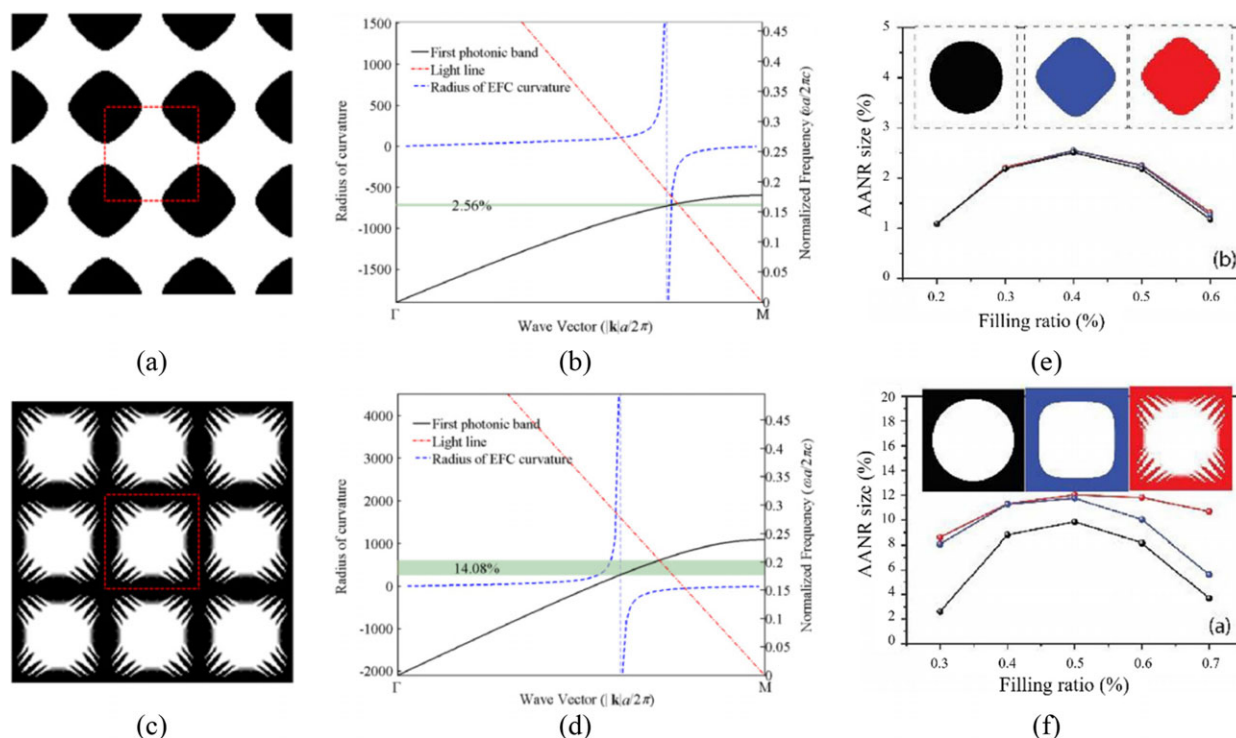 1500
1000
500
0
-500
-1000
-1500
Radius of curvature
First photonic band
Light line
Radius of EFC curvature
2.56%
0.45
0.4
0.35
0.3
0.25
0.2
0.15
0.1
0.05
0
Normalized Frequency (ωa/2πc)
Γ
M
Wave Vector (|k|a/2π)
5
4
3
2
1
0
AANR size (%)
(b)
0.2
0.3
0.4
0.5
0.6
Filling ratio (%)
(a)
(b)
(e)
4000
3000
2000
1000
0
-1000
-2000
Radius of curvature
First photonic band
Light line
Radius of EFC curvature
14.08%
0.45
0.4
0.35
0.3
0.25
0.2
0.15
0.1
0.05
0
Normalized Frequency (ωa/2πc)
Γ
M
Wave Vector (|k|a/2π)
20
18
16
14
12
10
8
6
4
2
0
AANR size (%)
(a)
0.3
0.4
0.5
0.6
0.7
Filling ratio (%)
(c)
(d)
(f)